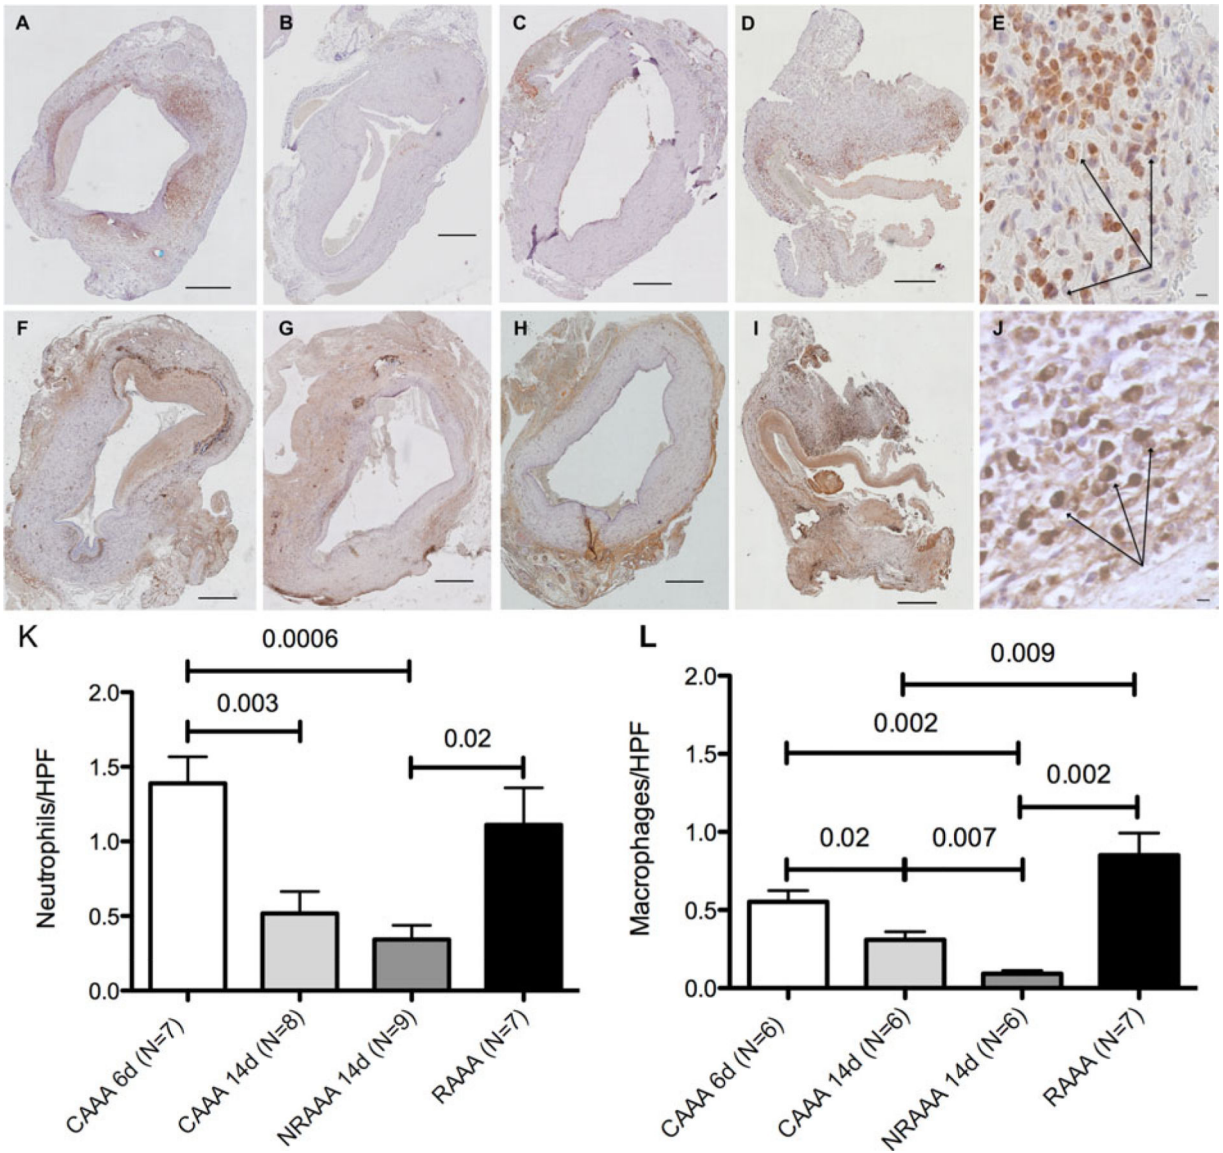 A B C D E
F G H I J
K
0.0006
0.003
0.02
2.0
1.5
1.0
0.5
0.0
Neutrophils/HPF
CAAA 6d (N=7)
CAAA 14d (N=8)
NRAAA 14d (N=9)
RAAA (N=7)
L
0.009
0.002
0.002
0.02
0.007
2.0
1.5
1.0
0.5
0.0
Macrophages/HPF
CAAA 6d (N=6)
CAAA 14d (N=6)
NRAAA 14d (N=6)
RAAA (N=7)